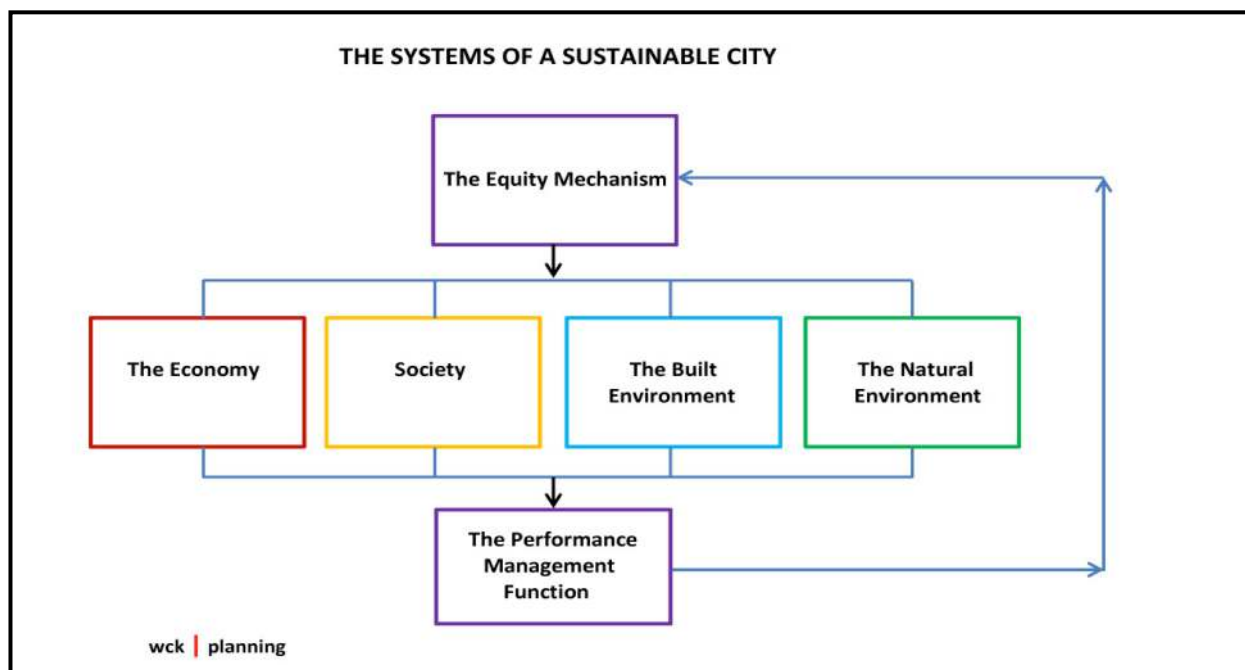 THE SYSTEMS OF A SUSTAINABLE CITY
The Equity Mechanism
The Economy
Society
The Built
Environment
The Natural
Environment
The Performance
Management
Function
wck | planning